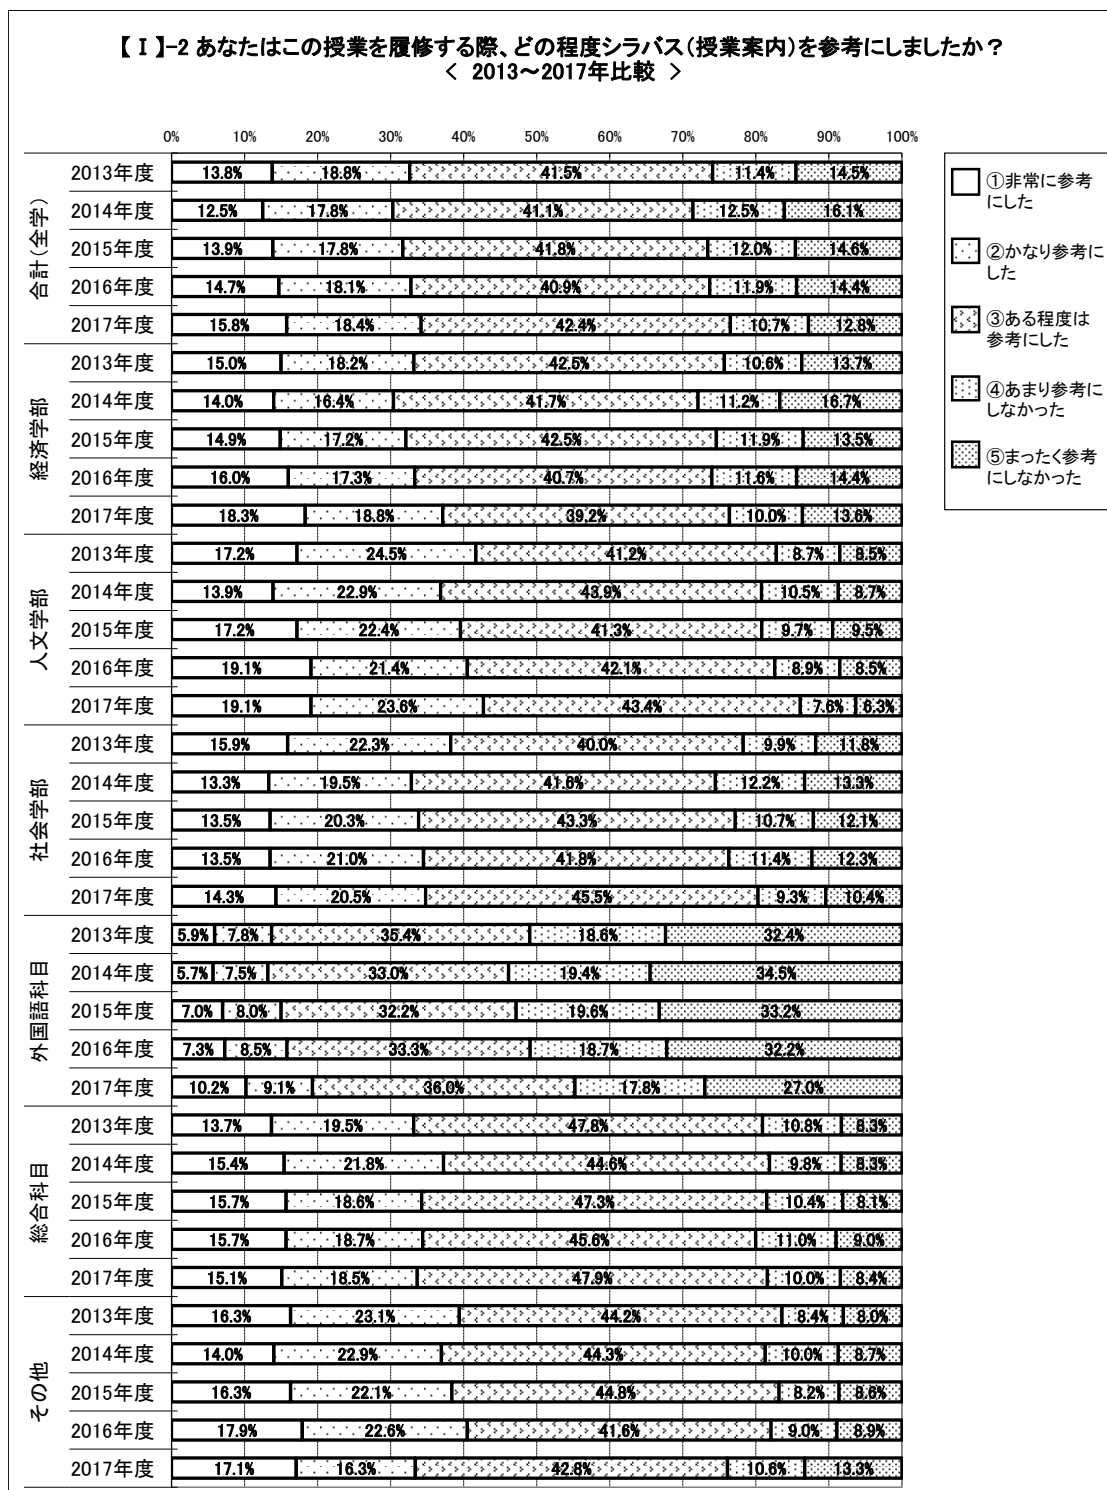 【Ⅰ】-2 あなたはこの授業を履修する際、どの程度シラバス(授業案内)を参考にしましたか?
< 2013~2017年比較 >
0% 10% 20% 30% 40% 50% 60% 70% 80% 90% 100%
合計(全学)
2013年度 13.8% 18.8% 41.5% 11.4% 14.5%
2014年度 12.5% 17.8% 41.1% 12.5% 16.1%
2015年度 13.9% 17.8% 41.8% 12.0% 14.6%
2016年度 14.7% 18.1% 40.9% 11.9% 14.4%
2017年度 15.8% 18.4% 42.4% 10.7% 12.8%
経済学部
2013年度 15.0% 18.2% 42.5% 10.6% 13.7%
2014年度 14.0% 16.4% 41.7% 11.2% 16.7%
2015年度 14.9% 17.2% 42.5% 11.9% 13.5%
2016年度 16.0% 17.3% 40.7% 11.6% 14.4%
2017年度 18.3% 18.8% 39.2% 10.0% 13.6%
人文学部
2013年度 17.2% 24.5% 41.2% 8.7% 8.5%
2014年度 13.9% 22.9% 43.9% 10.5% 8.7%
2015年度 17.2% 22.4% 41.3% 9.7% 9.5%
2016年度 19.1% 21.4% 42.1% 8.9% 8.5%
2017年度 19.1% 23.6% 43.4% 7.6% 6.3%
社会学部
2013年度 15.9% 22.3% 40.0% 9.9% 11.8%
2014年度 13.3% 19.5% 41.6% 12.2% 13.3%
2015年度 13.5% 20.3% 43.3% 10.7% 12.1%
2016年度 13.5% 21.0% 41.8% 11.4% 12.3%
2017年度 14.3% 20.5% 45.5% 9.3% 10.4%
外国語科目
2013年度 5.9% 7.8% 35.4% 18.6% 32.4%
2014年度 5.7% 7.5% 33.0% 19.4% 34.5%
2015年度 7.0% 8.0% 32.2% 19.6% 33.2%
2016年度 7.3% 8.5% 33.3% 18.7% 32.2%
2017年度 10.2% 9.1% 36.0% 17.8% 27.0%
総合科目
2013年度 13.7% 19.5% 47.8% 10.8% 8.3%
2014年度 15.4% 21.8% 44.6% 9.8% 8.3%
2015年度 15.7% 18.6% 47.3% 10.4% 8.1%
2016年度 15.7% 18.7% 45.6% 11.0% 9.0%
2017年度 15.1% 18.5% 47.9% 10.0% 8.4%
その他
2013年度 16.3% 23.1% 44.2% 8.4% 8.0%
2014年度 14.0% 22.9% 44.3% 10.0% 8.7%
2015年度 16.3% 22.1% 44.8% 8.2% 8.6%
2016年度 17.9% 22.6% 41.6% 9.0% 8.9%
2017年度 17.1% 16.3% 42.8% 10.6% 13.3%
①非常に参考
にした
②かなり参考に
した
③ある程度は
参考にした
④あまり参考に
しなかった
⑤まったく参考
にしなかった